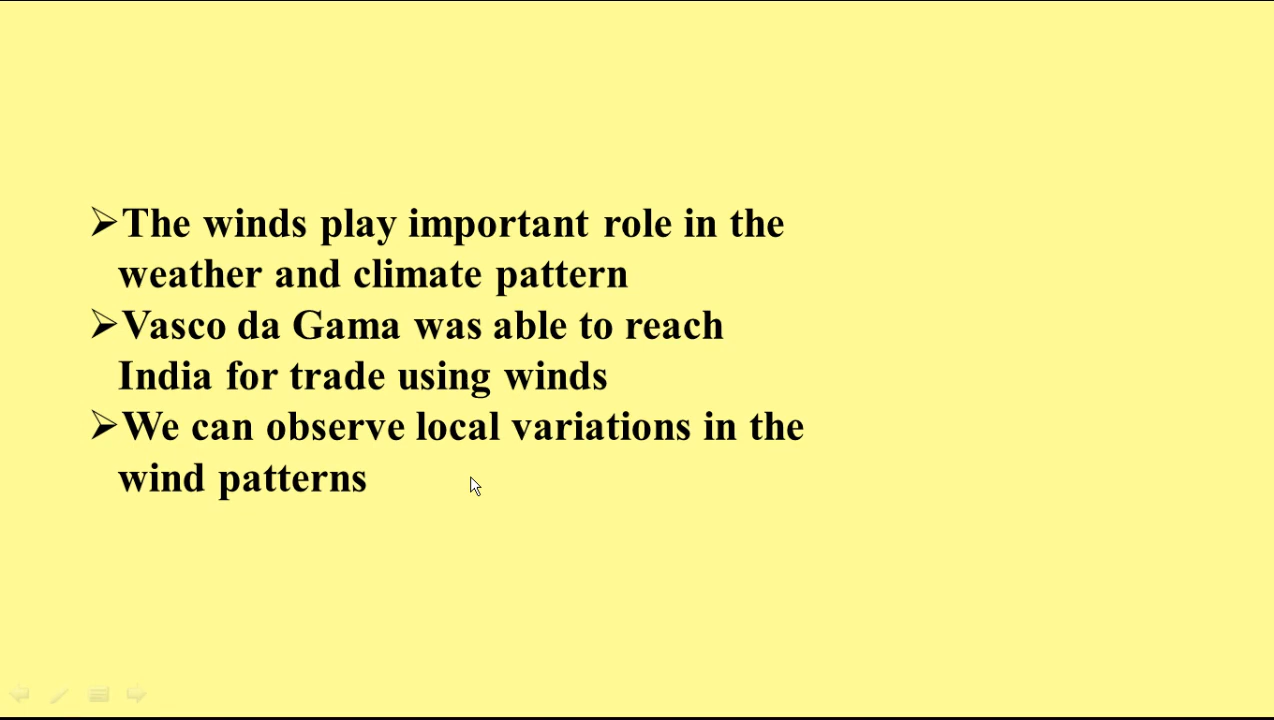 ➢The winds play important role in the
weather and climate pattern
➢Vasco da Gama was able to reach
India for trade using winds
➢We can observe local variations in the
wind patterns